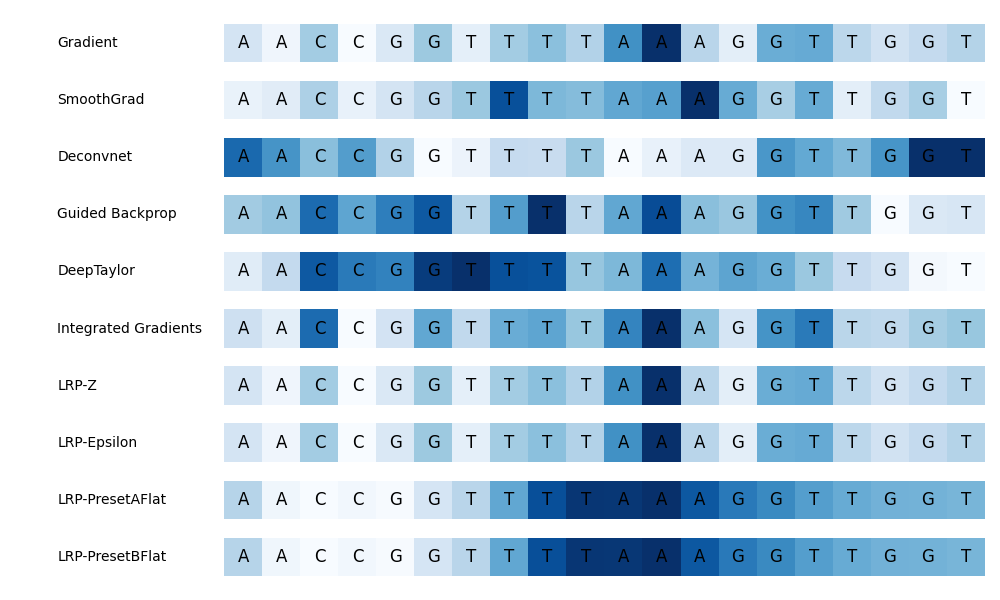 Gradient A A C C G G T T T T A A A G G T T G G T
SmoothGrad A A C C G G T T T T A A A G G T T G G T
Deconvnet A A C C G G T T T T A A A G G T T G G T
Guided Backprop A A C C G G T T T T A A A G G T T G G T
DeepTaylor A A C C G G T T T T A A A G G T T G G T
Integrated Gradients A A C C G G T T T T A A A G G T T G G T
LRP-Z A A C C G G T T T T A A A G G T T G G T
LRP-Epsilon A A C C G G T T T T A A A G G T T G G T
LRP-PresetAFlat A A C C G G T T T T A A A G G T T G G T
LRP-PresetBFlat A A C C G G T T T T A A A G G T T G G T